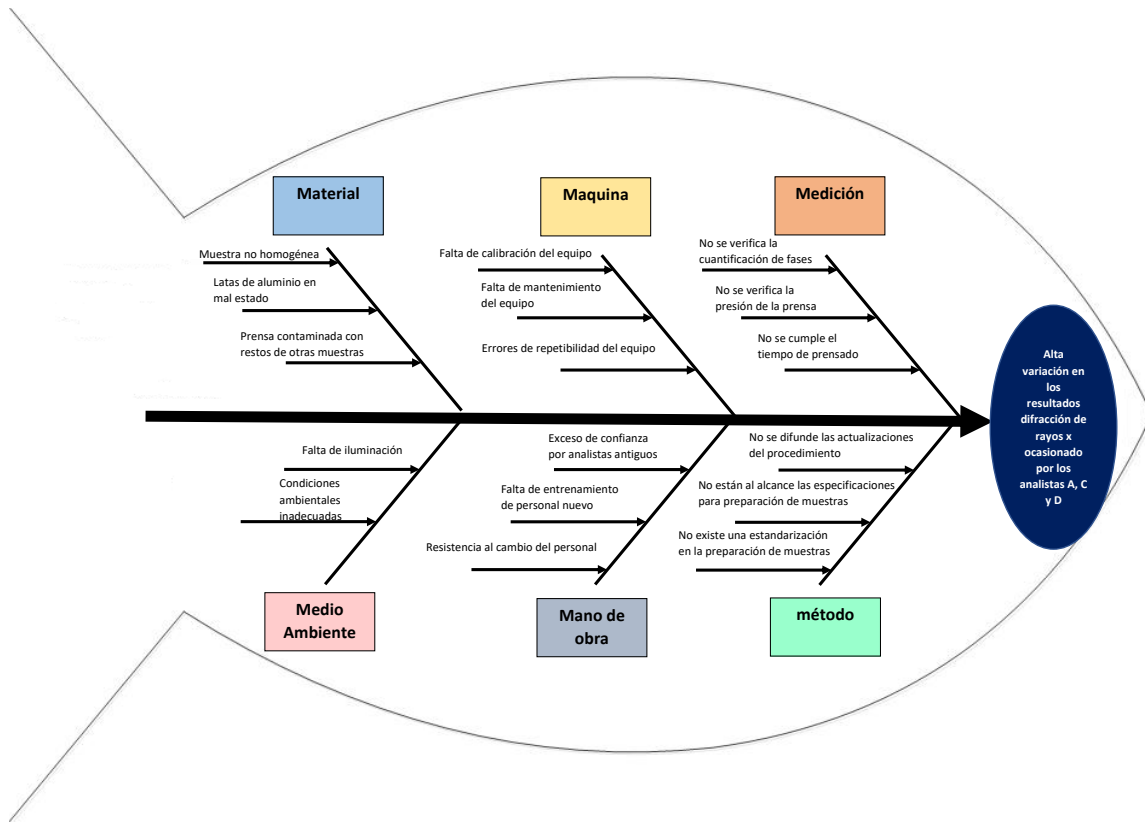 Material
Maquina
Medición
Muestra no homogénea
Latas de aluminio en
mal estado
Prensa contaminada con
restos de otras muestras
Falta de calibración del equipo
Falta de mantenimiento
del equipo
Errores de repetibilidad del equipo
No se verifica la
cuantificación de fases
No se verifica la
presión de la prensa
No se cumple el
tiempo de prensado
Alta
variación en
los
resultados
difracción de
rayos x
ocasionado
por los
analistas A, C
y D
Falta de iluminación
Condiciones
ambientales
inadecuadas
Exceso de confianza
por analistas antiguos
Falta de entrenamiento
de personal nuevo
Resistencia al cambio del personal
No se difunde las actualizaciones
del procedimiento
No están al alcance las especificaciones
para preparación de muestras
No existe una estandarización
en la preparación de muestras
Medio
Ambiente
Mano de
obra
método